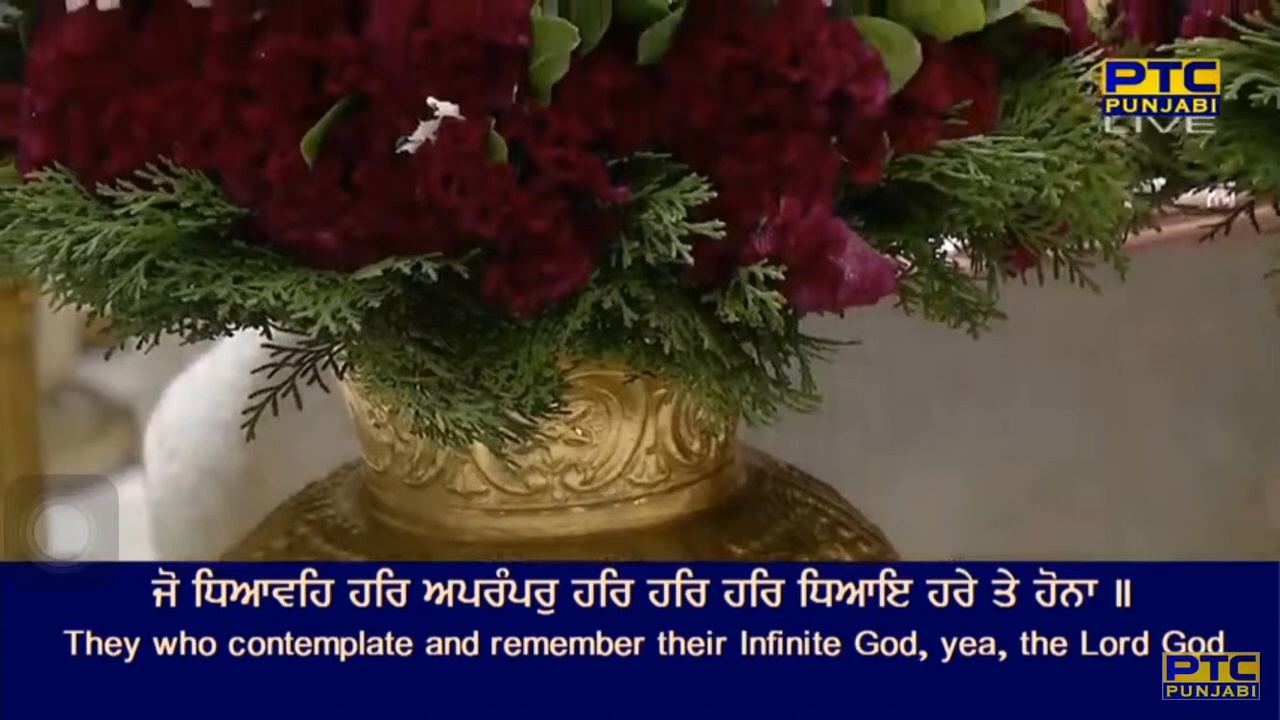 PTC
PUNJABI
LIVE
ਜੋ ਧਿਆਵਹਿ ਹਰਿ ਅਪਰੰਪਰੁ ਹਰਿ ਹਰਿ ਹਰਿ ਧਿਆਇ ਹਰੇ ਤੇ ਹੋਨਾ ॥
They who contemplate and remember their Infinite God, yea, the Lord God
PTC
PUNJABI